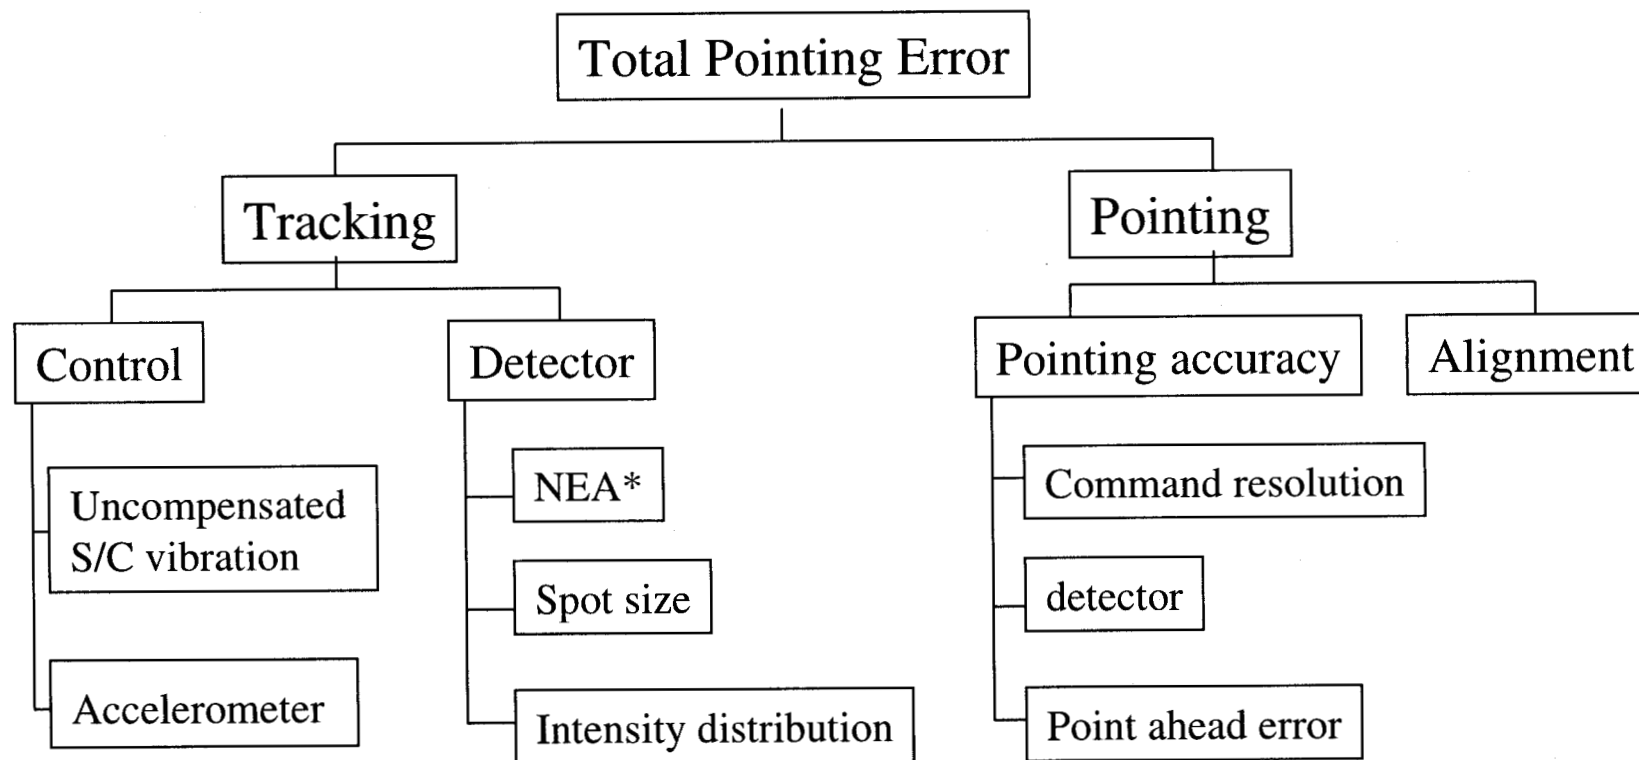 Total Pointing Error
Tracking
Pointing
Control
Detector
Pointing accuracy
Alignment
Uncompensated
S/C vibration
Accelerometer
NEA*
Spot size
Intensity distribution
Command resolution
detector
Point ahead error